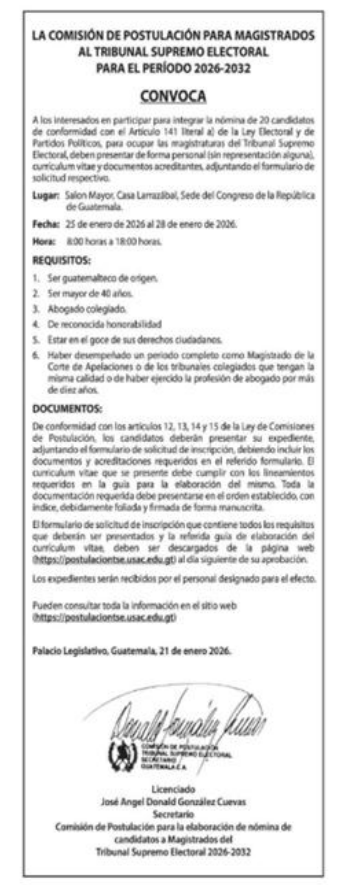 LA COMISIÓN DE POSTULACIÓN PARA MAGISTRADOS
AL TRIBUNAL SUPREMO ELECTORAL
PARA EL PERÍODO 2026-2032
CONVOCA
A los interesados en participar para integrar la nómina de 20 candidatos
de conformidad con el Artículo 141 literal a) de la Ley Electoral y de
Partidos Políticos, para ocupar las magistraturas del Tribunal Supremo
Electoral, deben presentar de forma personal (sin representación alguna),
curriculum vitae y documentos acreditantes, adjuntando el formulario de
solicitud respectivo.
Lugar: Salon Mayor, Casa Larrazábal, Sede del Congreso de la República
de Guatemala.
Fecha: 25 de enero de 2026 al 28 de enero de 2026.
Hora: 8:00 horas a 18:00 horas.
REQUISITOS:
1. Ser guatemalteco de origen.
2. Ser mayor de 40 años.
3. Abogado colegiado.
4. De reconocida honorabilidad
5. Estar en el goce de sus derechos ciudadanos.
6. Haber desempeñado un periodo completo como Magistrado de la
Corte de Apelaciones o de los tribunales colegiados que tengan la
misma calidad o de haber ejercido la profesión de abogado por más
de diez años.
DOCUMENTOS:
De conformidad con los artículos 12, 13, 14 y 15 de la Ley de Comisiones
de Postulación, los candidatos deberán presentar su expediente,
adjuntando el formulario de solicitud de inscripción, debiendo incluir los
documentos y acreditaciones requeridos en el referido formulario. El
curriculum vitae que se presente debe cumplir con los lineamientos
requeridos en la guía para la elaboración del mismo. Toda la
documentación requerida debe presentarse en el orden establecido, con
índice, debidamente foliada y firmada de forma manuscrita.
El formulario de solicitud de inscripción que contiene todos los requisitos
que deberán ser presentados y la referida guía de elaboración del
curriculum vitae, deben ser descargados de la página web
(https://postulaciontse.usac.edu.gt) al día siguiente de su aprobación.
Los expedientes serán recibidos por el personal designado para el efecto.
Pueden consultar toda la información en el sitio web
(https://postulaciontse.usac.edu.gt)
Palacio Legislativo, Guatemala, 21 de enero 2026.
COMISIÓN DE POSTULACIÓN
TRIBUNAL SUPREMO ELECTORAL
SECRETARIO
GUATEMALA C.A.
Licenciado
José Angel Donald González Cuevas
Secretario
Comisión de Postulación para la elaboración de nómina de
candidatos a Magistrados del
Tribunal Supremo Electoral 2026-2032